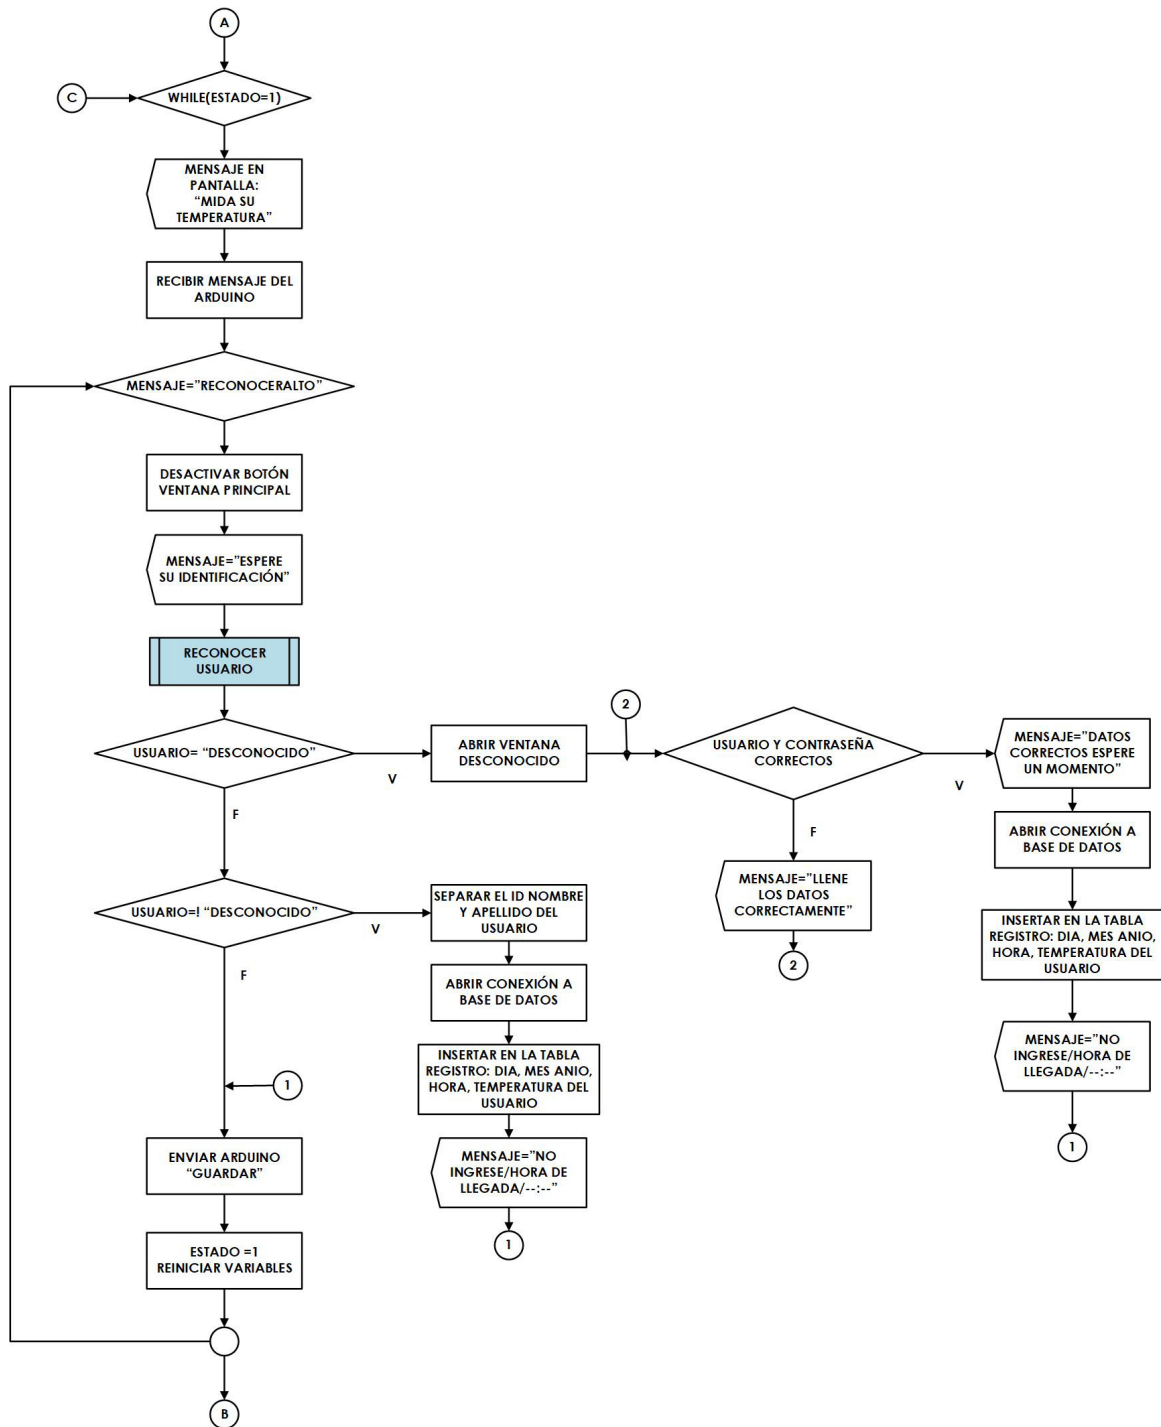 A
C
WHILE(ESTADO=1)
MENSAJE EN
PANTALLA:
“MIDA SU
TEMPERATURA”
RECIBIR MENSAJE DEL
ARDUINO
MENSAJE=”RECONOCERALTO”
DESACTIVAR BOTÓN
VENTANA PRINCIPAL
MENSAJE=”ESPERE
SU IDENTIFICACIÓN”
RECONOCER
USUARIO
USUARIO= “DESCONOCIDO”
V
F
ABRIR VENTANA
DESCONOCIDO
2
USUARIO Y CONTRASEÑA
CORRECTOS
V
F
MENSAJE=”DATOS
CORRECTOS ESPERE
UN MOMENTO”
ABRIR CONEXIÓN A
BASE DE DATOS
INSERTAR EN LA TABLA
REGISTRO: DIA, MES ANIO,
HORA, TEMPERATURA DEL
USUARIO
MENSAJE=”NO
INGRESE/HORA DE
LLEGADA/--:--”
1
MENSAJE=”LLENE
LOS DATOS
CORRECTAMENTE”
2
USUARIO=! “DESCONOCIDO”
V
F
SEPARAR EL ID NOMBRE
Y APELLIDO DEL
USUARIO
ABRIR CONEXIÓN A
BASE DE DATOS
INSERTAR EN LA TABLA
REGISTRO: DIA, MES ANIO,
HORA, TEMPERATURA DEL
USUARIO
MENSAJE=”NO
INGRESE/HORA DE
LLEGADA/--:--”
1
1
ENVIAR ARDUINO
“GUARDAR”
ESTADO =1
REINICIAR VARIABLES
B